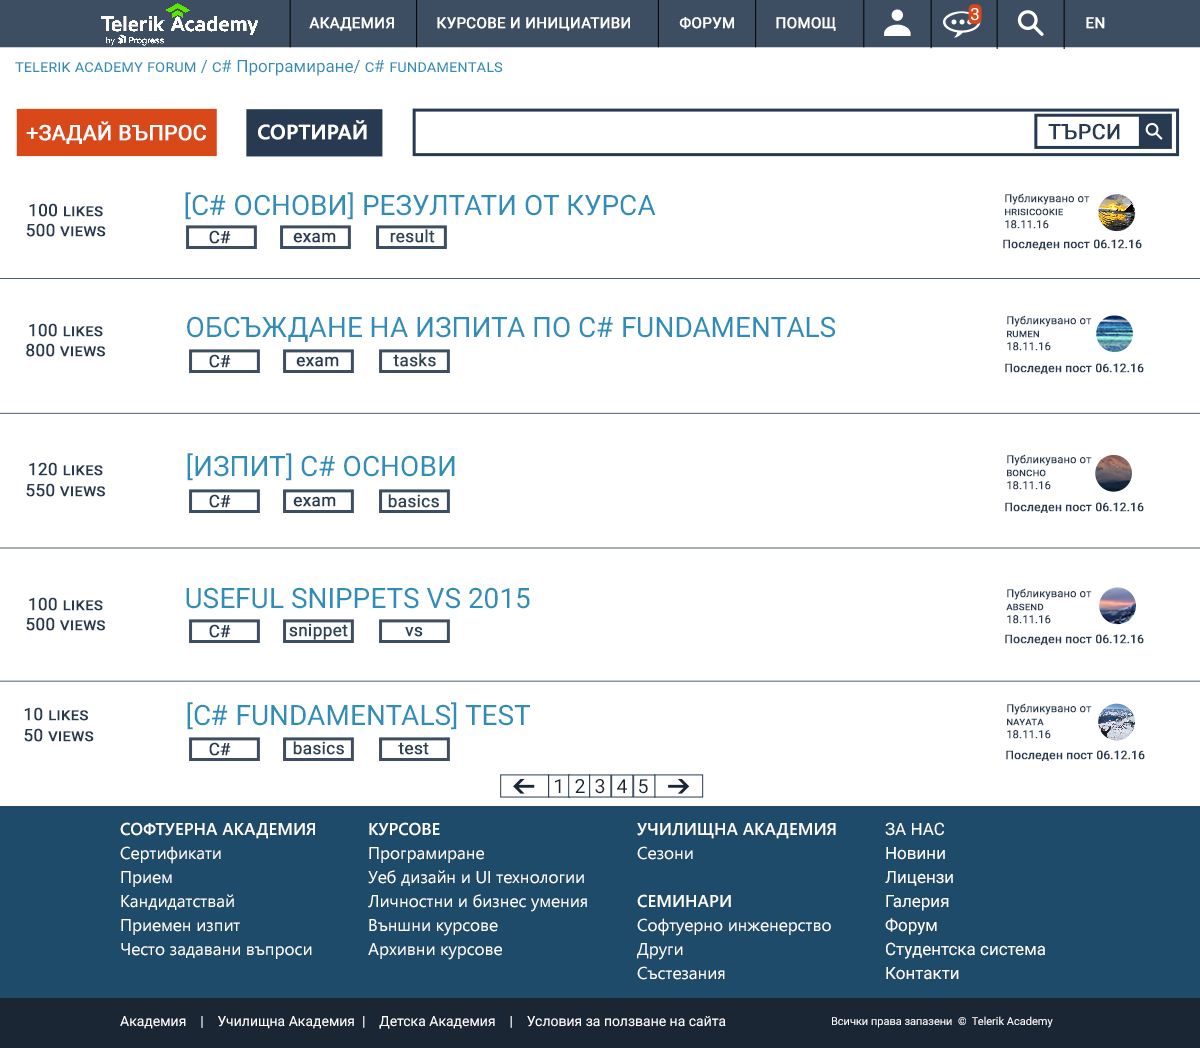 Telerik Academy
by Progress
АКАДЕМИЯ
КУРСОВЕ И ИНИЦИАТИВИ
ФОРУМ
ПОМОЩ
3
EN
TELERIK ACADEMY FORUM / C# Програмиране/ C# FUNDAMENTALS
+ЗАДАЙ ВЪПРОС
СОРТИРАЙ
ТЪРСИ
100 LIKES
500 VIEWS
[C# ОСНОВИ] РЕЗУЛТАТИ ОТ КУРСА
C# exam result
Публикувано от
HRISICOOKIE
18.11.16
Последен пост 06.12.16
100 LIKES
800 VIEWS
ОБСЪЖДАНЕ НА ИЗПИТА ПО C# FUNDAMENTALS
C# exam tasks
Публикувано от
RUMEN
18.11.16
Последен пост 06.12.16
120 LIKES
550 VIEWS
[ИЗПИТ] C# ОСНОВИ
C# exam basics
Публикувано от
BONCHO
18.11.16
Последен пост 06.12.16
100 LIKES
500 VIEWS
USEFUL SNIPPETS VS 2015
C# snippet vs
Публикувано от
ABSEND
18.11.16
Последен пост 06.12.16
10 LIKES
50 VIEWS
[C# FUNDAMENTALS] TEST
C# basics test
Публикувано от
NAYATA
18.11.16
Последен пост 06.12.16
← 1 2 3 4 5 →
СОФТУЕРНА АКАДЕМИЯ
Сертификати
Прием
Кандидатствай
Приемен изпит
Често задавани въпроси
КУРСОВЕ
Програмиране
Уеб дизайн и UI технологии
Личностни и бизнес умения
Външни курсове
Архивни курсове
УЧИЛИЩНА АКАДЕМИЯ
Сезони
СЕМИНАРИ
Софтуерно инженерство
Други
Състезания
ЗА НАС
Новини
Лицензи
Галерия
Форум
Студентска система
Контакти
Академия | Училищна Академия | Детска Академия | Условия за ползване на сайта
Всички права запазени © Telerik Academy